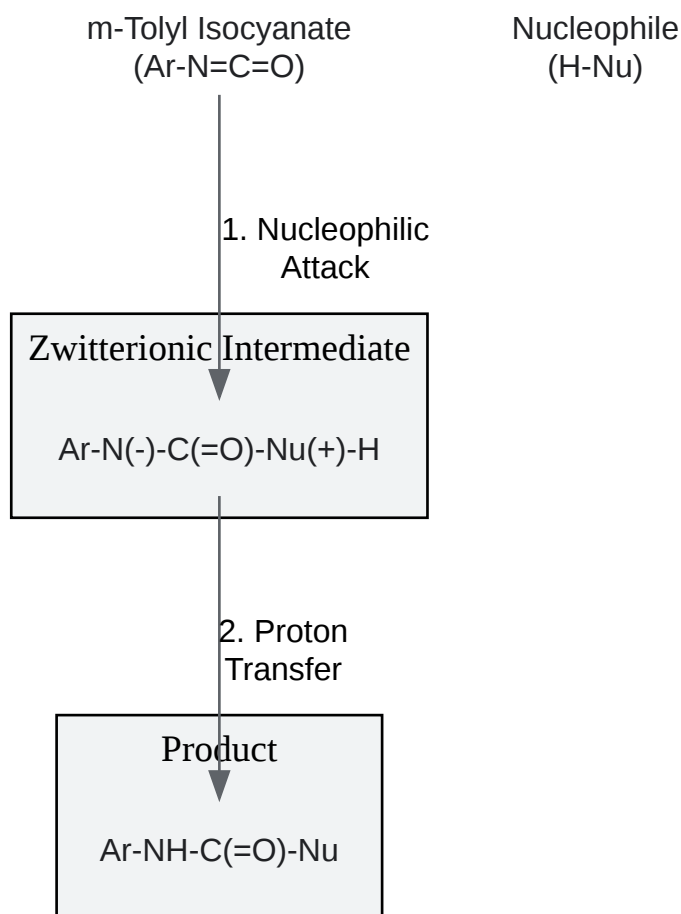 m-Tolyl Isocyanate
(Ar-N=C=O)
Nucleophile
(H-Nu)
1. Nucleophilic
Attack
Zwitterionic Intermediate
Ar-N(-)-C(=O)-Nu(+)-H
2. Proton
Transfer
Product
Ar-NH-C(=O)-Nu